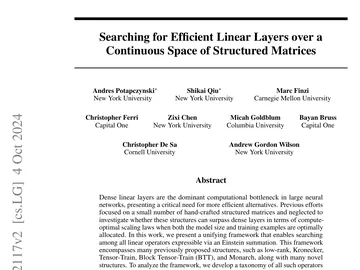 Searching for Efficient Linear Layers over a
Continuous Space of Structured Matrices
Andres Potapczynski* Shikai Qiu* Marc Finzi
New York University New York University Carnegie Mellon University
Christopher Ferri Zixi Chen Micah Goldblum Bayan Bruss
Capital One New York University Columbia University Capital One
Christopher De Sa Andrew Gordon Wilson
Cornell University New York University
Abstract
Dense linear layers are the dominant computational bottleneck in large neural
networks, presenting a critical need for more efficient alternatives. Previous efforts
focused on a small number of hand-crafted structured matrices and neglected to
investigate whether these structures can surpass dense layers in terms of compute-
optimal scaling laws when both the model size and training examples are optimally
allocated. In this work, we present a unifying framework that enables searching
among all linear operators expressible via an Einstein summation. This framework
encompasses many previously proposed structures, such as low-rank, Kronecker,
Tensor-Train, Block Tensor-Train (BTT), and Monarch, along with many novel
structures. To analyze the framework, we develop a taxonomy of all such operators
2117v2 [cs.LG] 4 Oct 2024